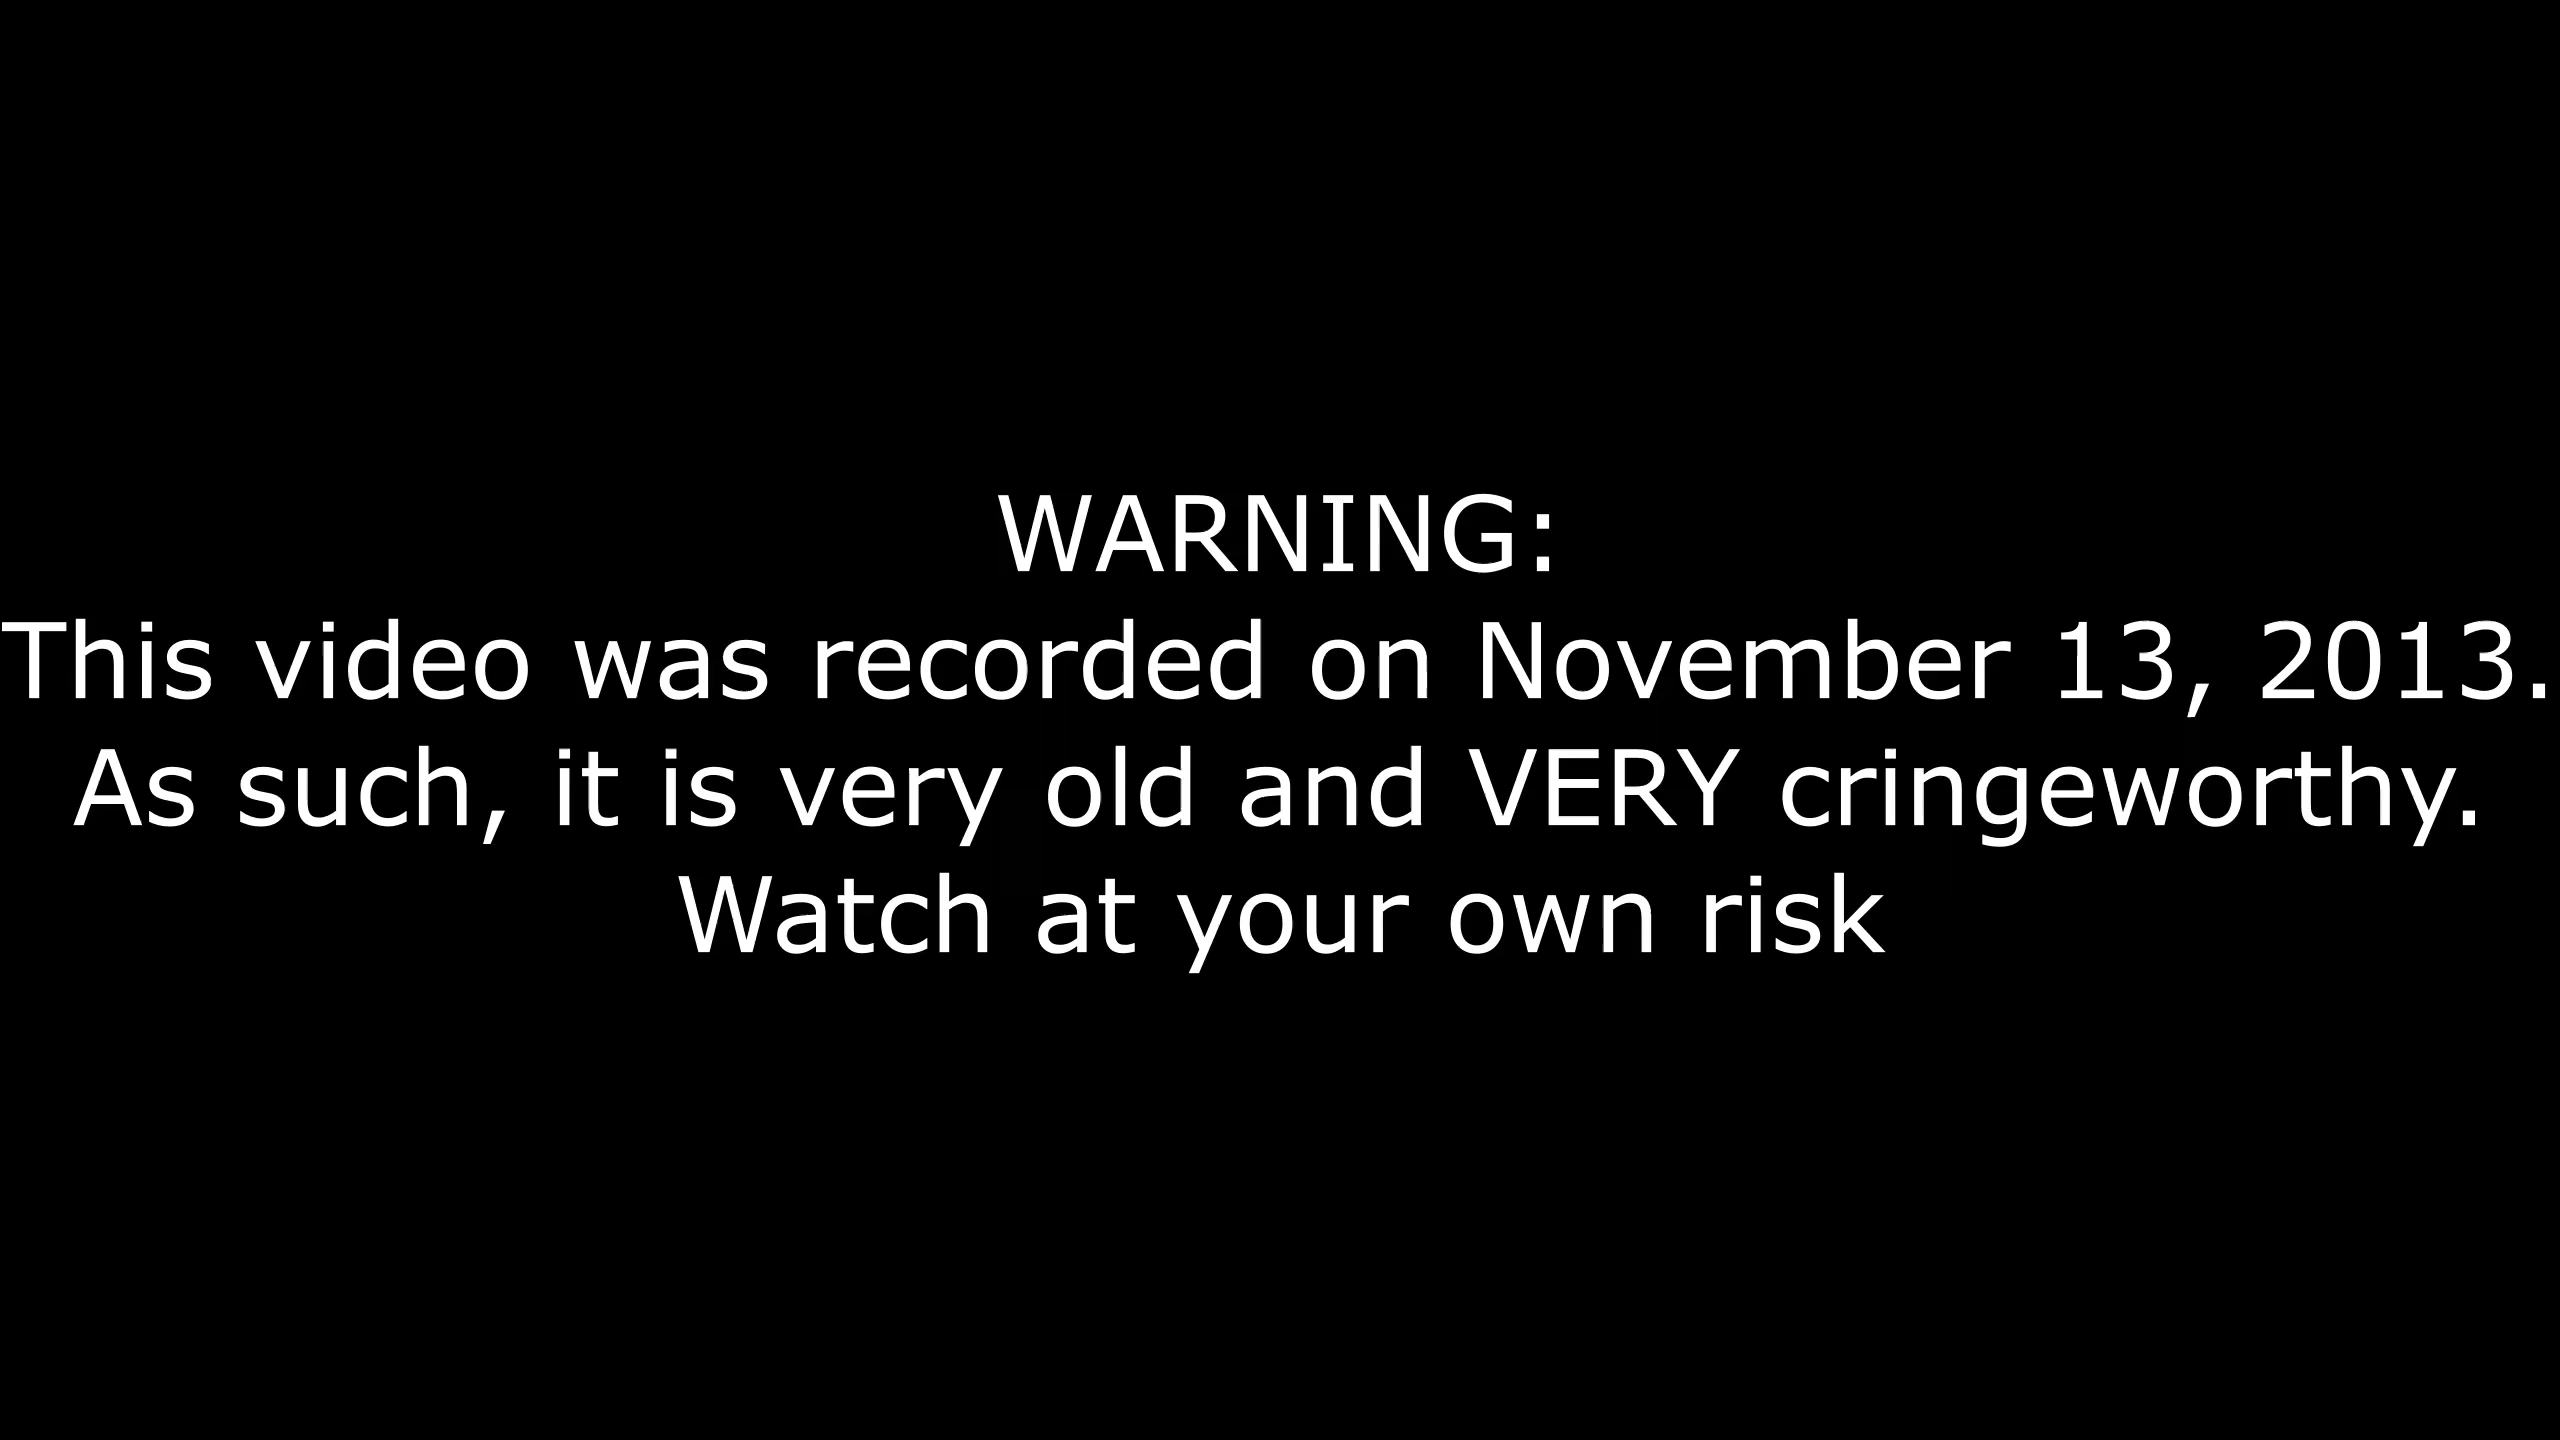 WARNING:
This video was recorded on November 13, 2013.
As such, it is very old and VERY cringeworthy.
Watch at your own risk